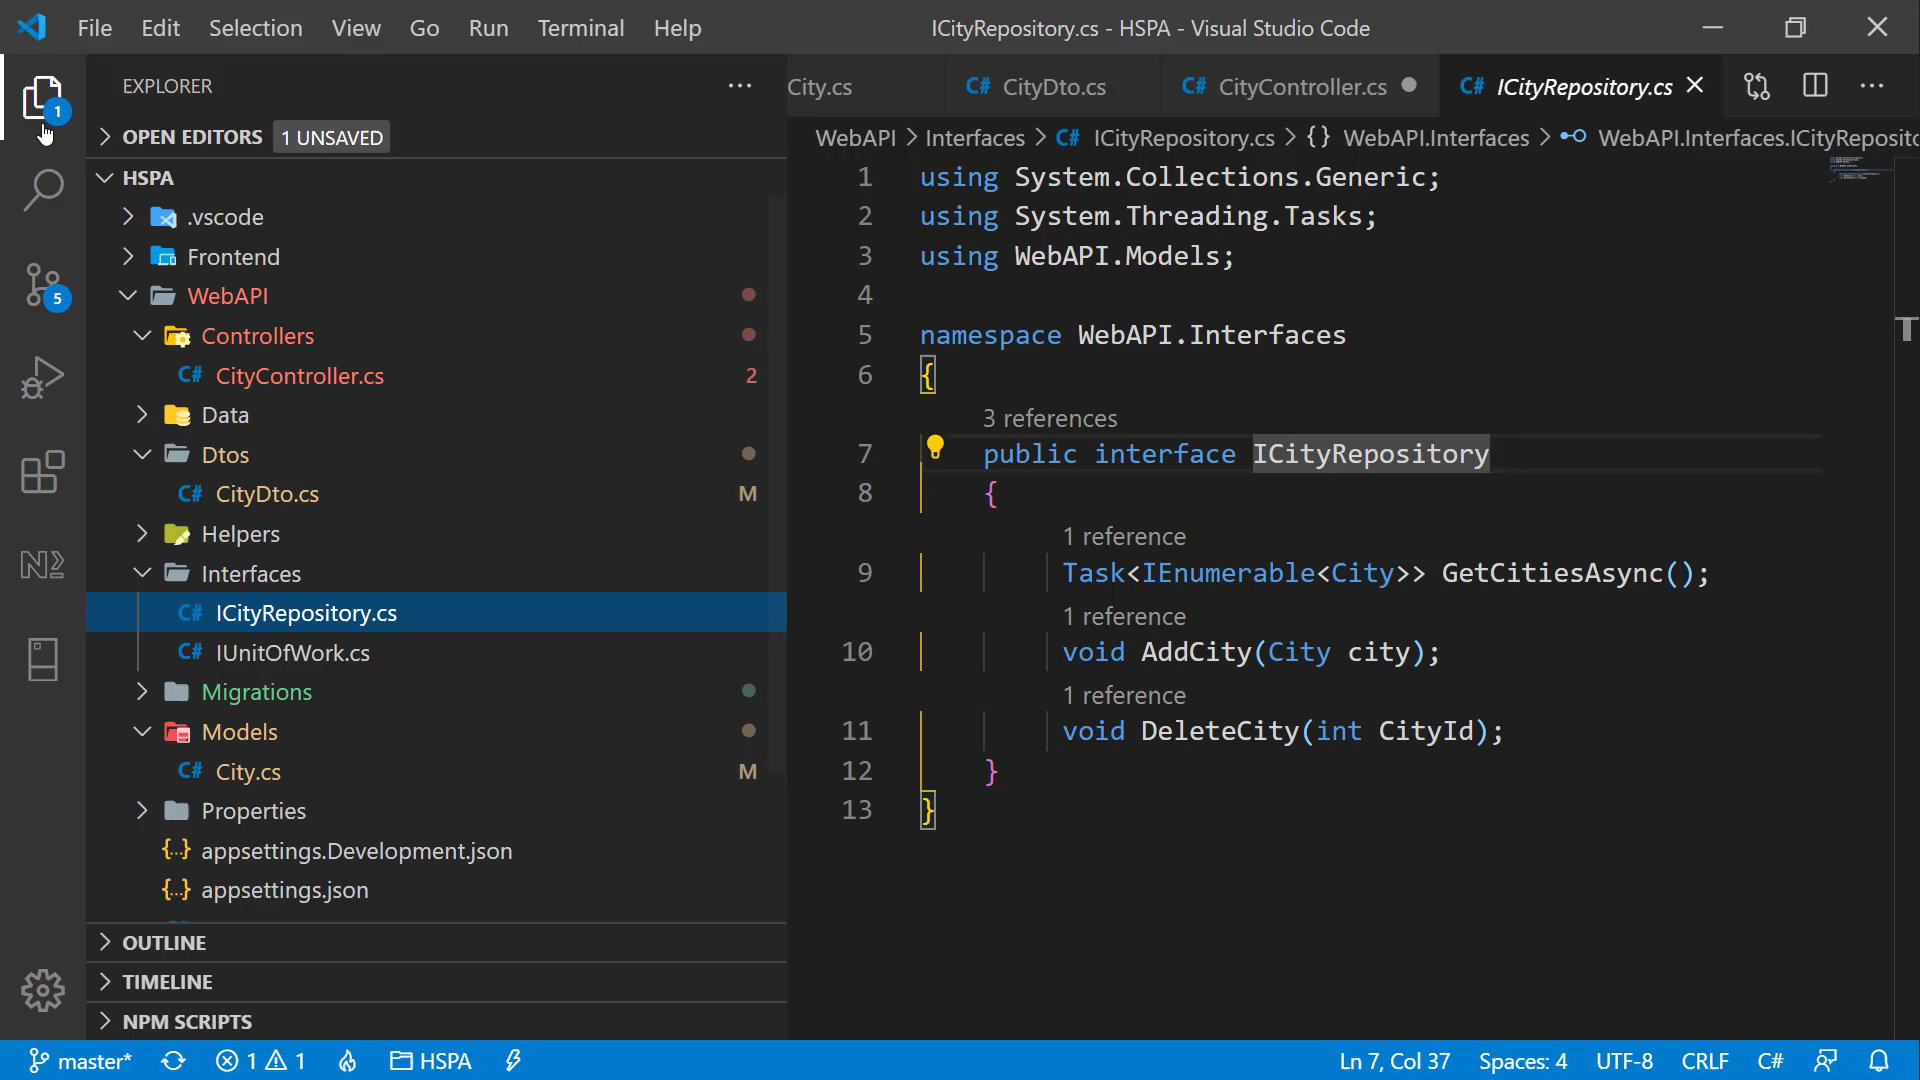 File Edit Selection View Go Run Terminal Help
ICityRepository.cs - HSPA - Visual Studio Code
EXPLORER
OPEN EDITORS 1 UNSAVED
HSPA
.vscode
Frontend
WebAPI
Controllers
CityController.cs 2
Data
Dtos
CityDto.cs M
Helpers
Interfaces
ICityRepository.cs
IUnitOfWork.cs
Migrations
Models
City.cs M
Properties
appsettings.Development.json
appsettings.json
OUTLINE
TIMELINE
NPM SCRIPTS
1
5
City.cs
C# CityDto.cs
C# CityController.cs
C# ICityRepository.cs
WebAPI > Interfaces > C# ICityRepository.cs > {} WebAPI.Interfaces > WebAPI.Interfaces.ICityReposito
1 using System.Collections.Generic;
2 using System.Threading.Tasks;
3 using WebAPI.Models;
4
5 namespace WebAPI.Interfaces
6 {
3 references
7 public interface ICityRepository
8 {
1 reference
9 Task<IEnumerable<City>> GetCitiesAsync();
1 reference
10 void AddCity(City city);
1 reference
11 void DeleteCity(int CityId);
12 }
13 }
master* 1 1 HSPA
Ln 7, Col 37 Spaces: 4 UTF-8 CRLF C#